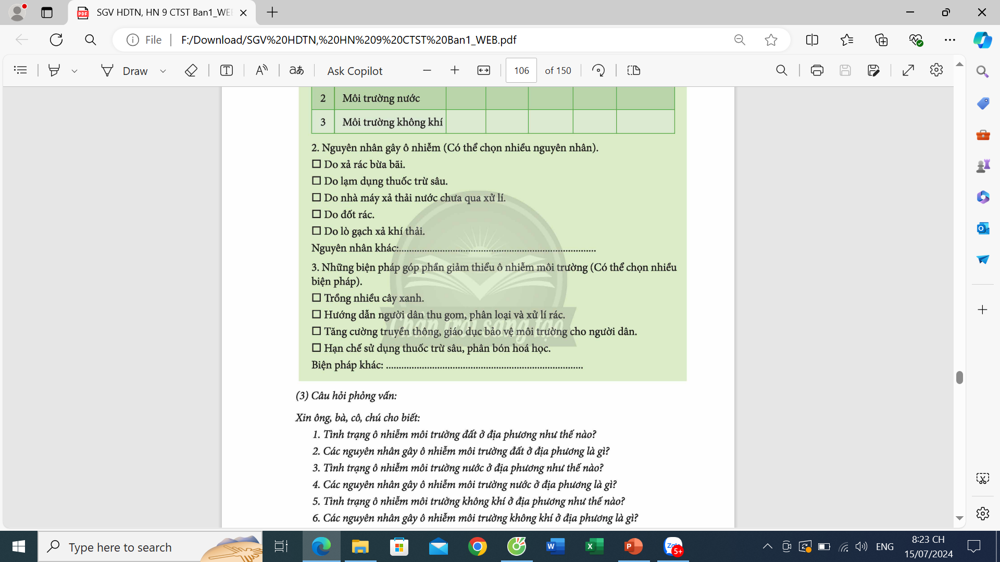 SGV HDTN, HN 9 CTST Ban1_WE
File
F:/Download/SGV%20HDTN,%20HN%209%20CTST%20Ban1_WEB.pdf
Draw
aあ
Ask Copilot
106 of 150
2 Môi trường nước
3 Môi trường không khí
2. Nguyên nhân gây ô nhiễm (Có thể chọn nhiều nguyên nhân).
Do xả rác bừa bãi.
Do lạm dụng thuốc trừ sâu.
Do nhà máy xả thải nước chưa qua xử lí.
Do đốt rác.
Do lò gạch xả khí thải.
Nguyên nhân khác:...............................................................................
3. Những biện pháp góp phần giảm thiểu ô nhiễm môi trường (Có thể chọn nhiều
biện pháp).
Trồng nhiều cây xanh.
Hướng dẫn người dân thu gom, phân loại và xử lí rác.
Chân trời sáng tạo
Tăng cường truyền thông, giáo dục bảo vệ môi trường cho người dân.
Hạn chế sử dụng thuốc trừ sâu, phân bón hoá học.
Biện pháp khác: ...............................................................................
(3) Câu hỏi phỏng vấn:
Xin ông, bà, cô, chú cho biết:
1. Tình trạng ô nhiễm môi trường đất ở địa phương như thế nào?
2. Các nguyên nhân gây ô nhiễm môi trường đất ở địa phương là gì?
3. Tình trạng ô nhiễm môi trường nước ở địa phương như thế nào?
4. Các nguyên nhân gây ô nhiễm môi trường nước ở địa phương là gì?
5. Tình trạng ô nhiễm môi trường không khí ở địa phương như thế nào?
6. Các nguyên nhân gây ô nhiễm môi trường không khí ở địa phương là gì?
Type here to search
Zalo
5+
ENG
8:23 CH
15/07/2024